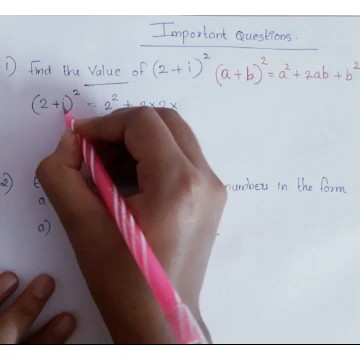 Important Questions.
1) Find the Value of (2+i)² (a+b)² = a² + 2ab + b²
(2+i)² = 2² + 2×2×
2) numbers in the form
a
a)